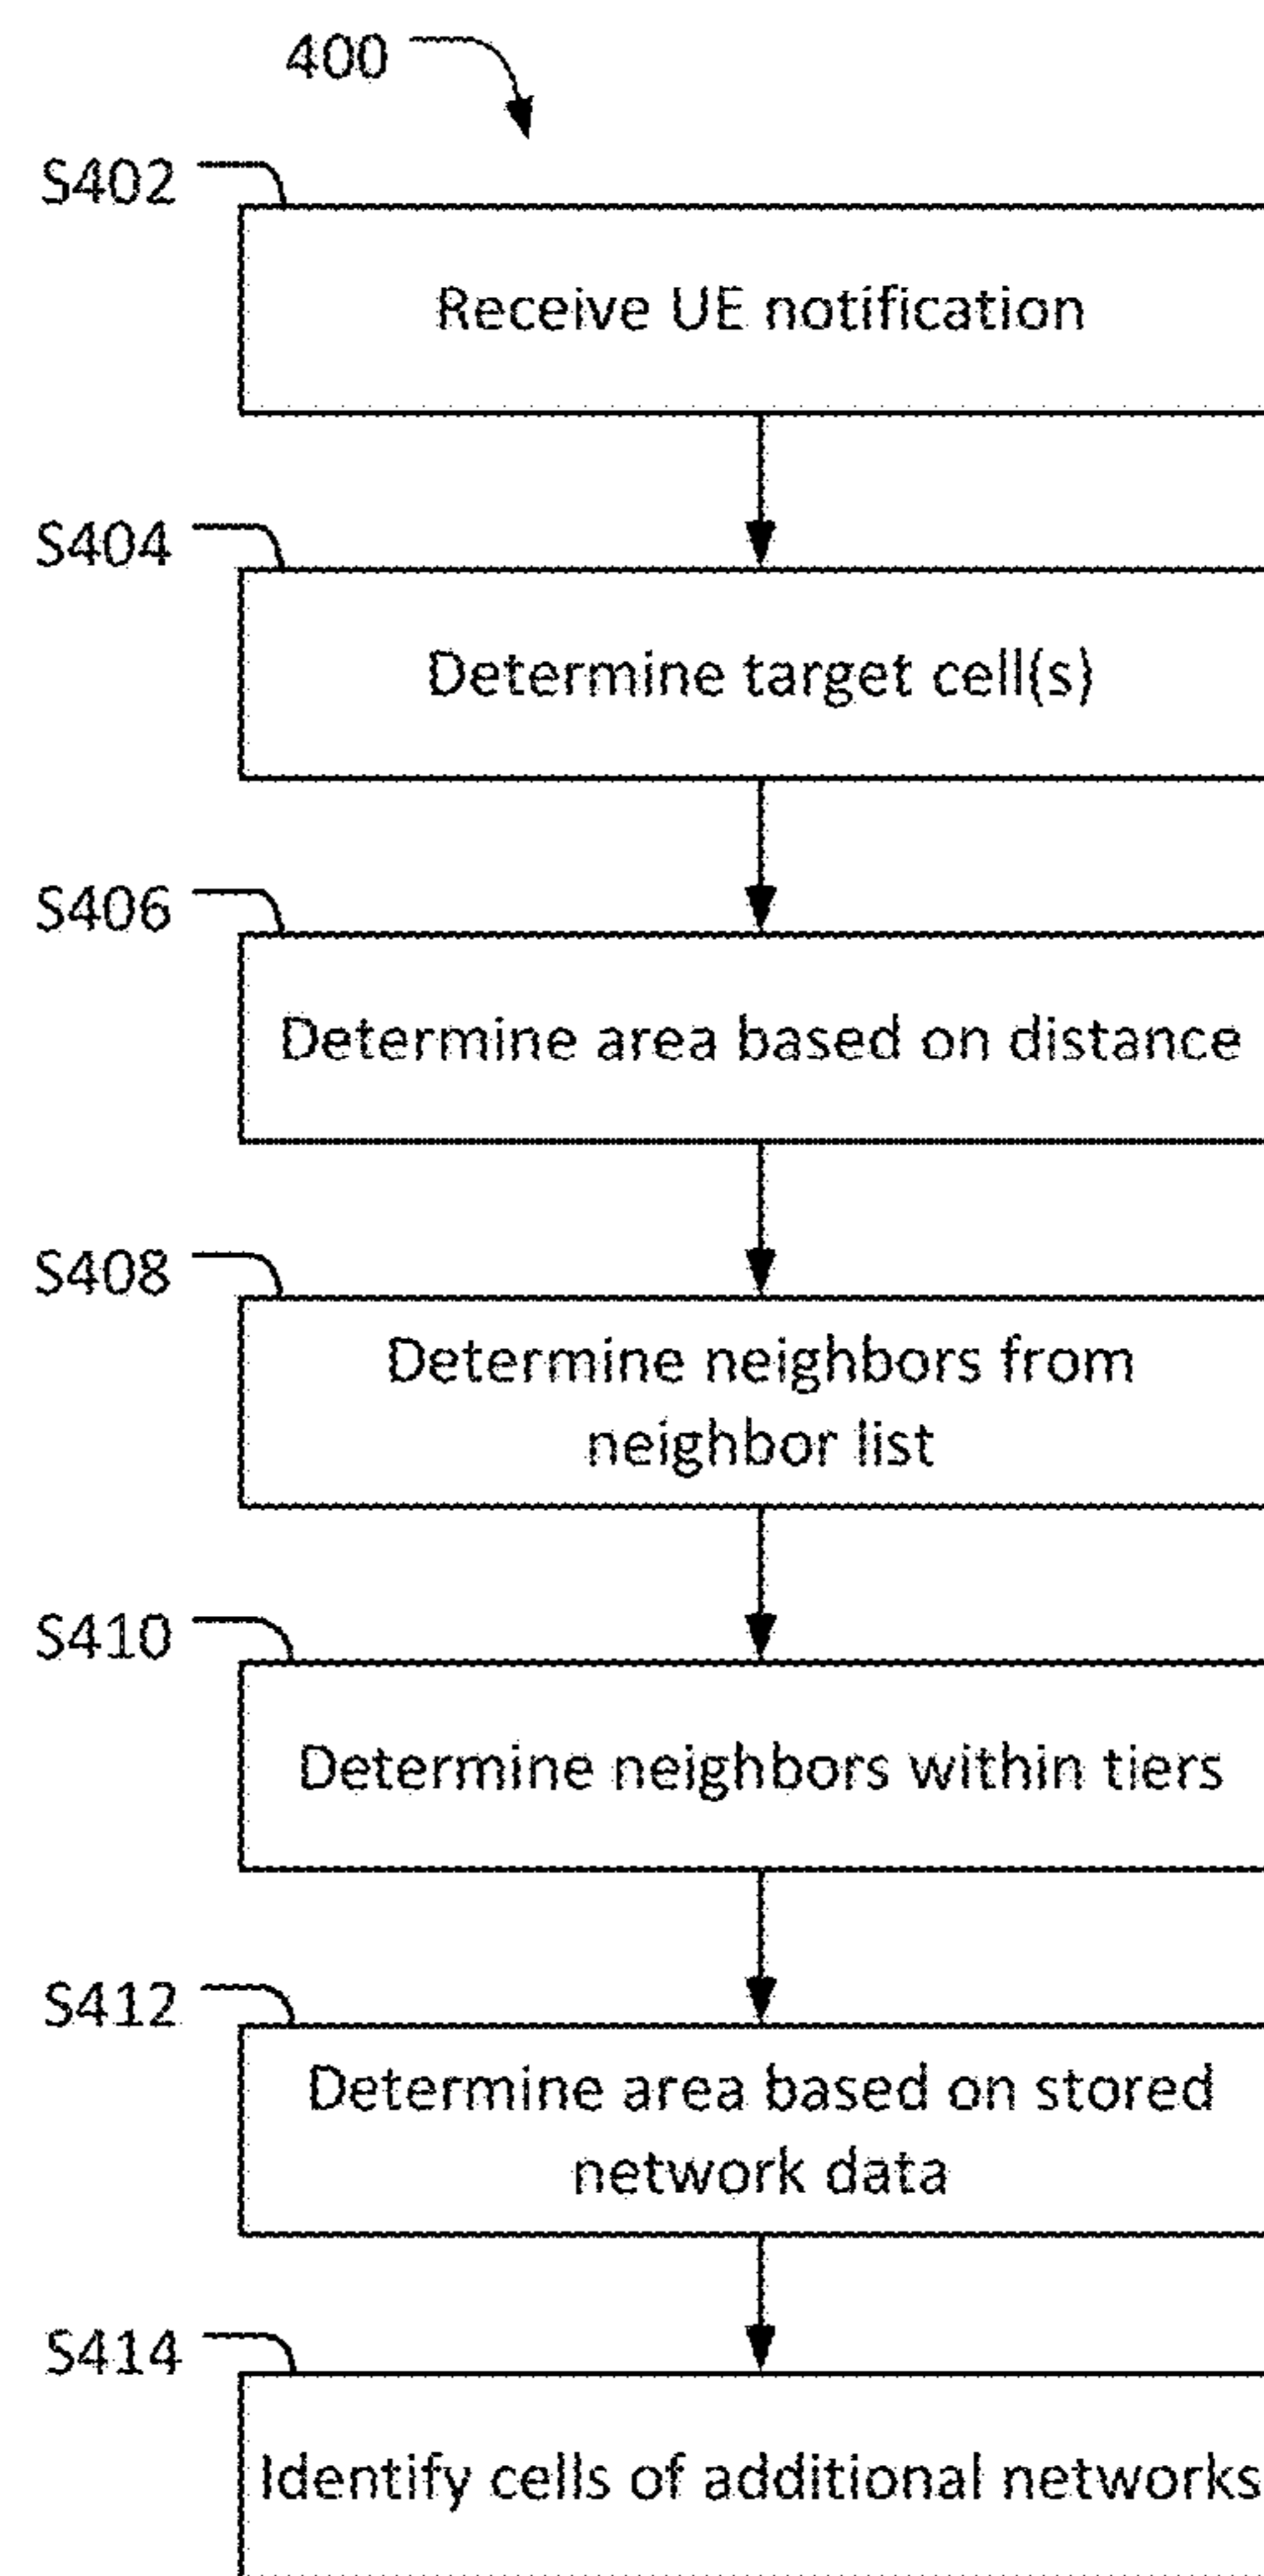 400
S402
Receive UE notification
S404
Determine target cell(s)
S406
Determine area based on distance
S408
Determine neighbors from
neighbor list
S410
Determine neighbors within tiers
S412
Determine area based on stored
network data
S414
Identify cells of additional networks